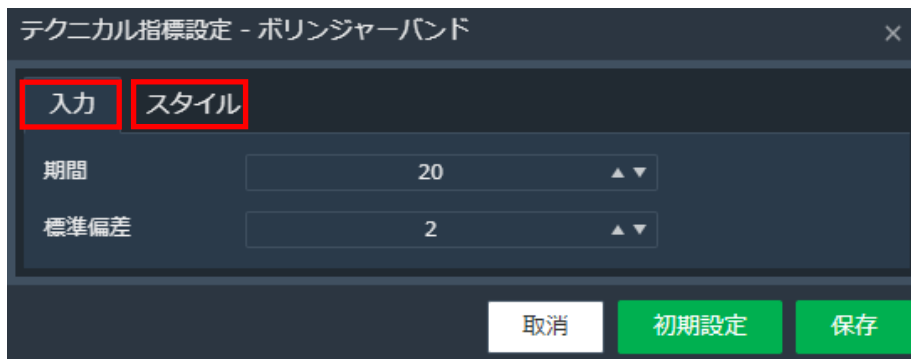 テクニカル指標設定 - ボリンジャーバンド ×
入力 スタイル
期間 20
標準偏差 2
取消 初期設定 保存